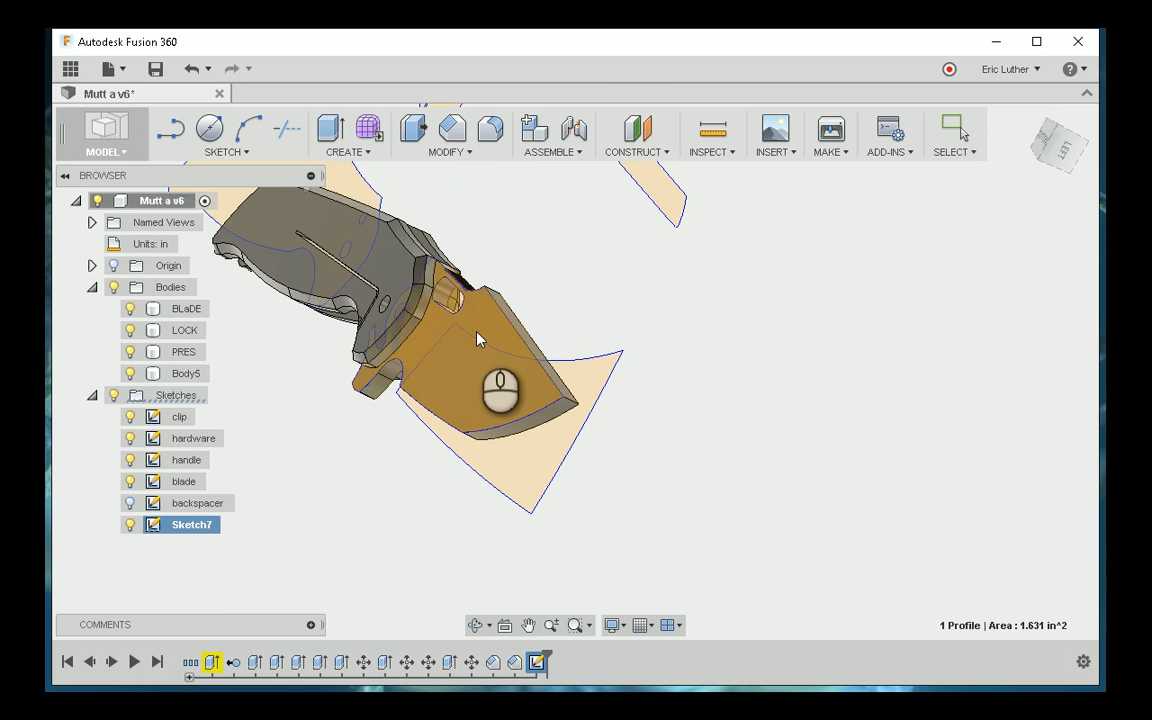 Autodesk Fusion 360
Eric Luther
Mutt a v6*
MODEL
SKETCH
CREATE
MODIFY
ASSEMBLE
CONSTRUCT
INSPECT
INSERT
MAKE
ADD-INS
SELECT
LEFT
BROWSER
Mutt a v6
Named Views
Units: in
Origin
Bodies
BLaDE
LOCK
PRES
Body5
Sketches
clip
hardware
handle
blade
backspacer
Sketch7
COMMENTS
1 Profile | Area : 1.631 in^2